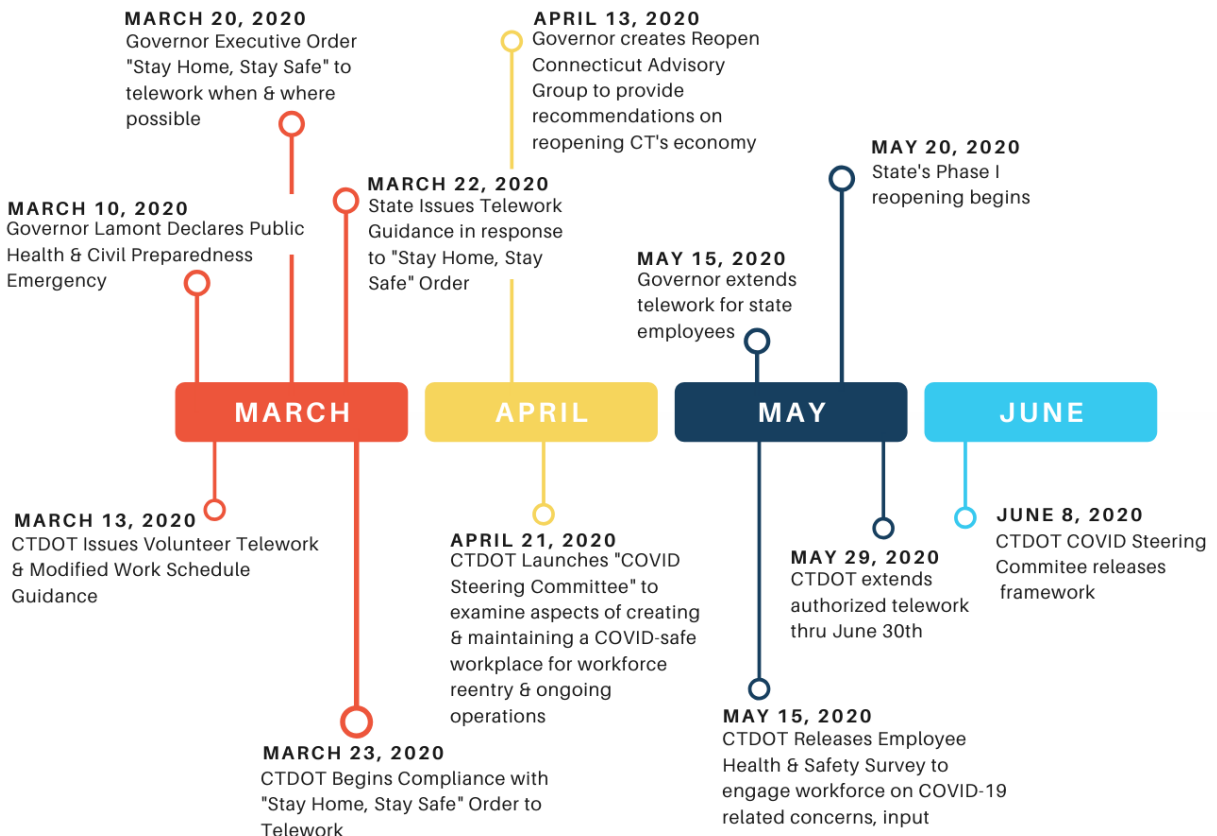 MARCH 20, 2020
Governor Executive Order
"Stay Home, Stay Safe" to
telework when & where
possible
APRIL 13, 2020
Governor creates Reopen
Connecticut Advisory
Group to provide
recommendations on
reopening CT's economy
MAY 20, 2020
State's Phase I
reopening begins
MARCH 10, 2020
Governor Lamont Declares Public
Health & Civil Preparedness
Emergency
MARCH 22, 2020
State Issues Telework
Guidance in response
to "Stay Home, Stay
Safe" Order
MAY 15, 2020
Governor extends
telework for state
employees
MARCH
APRIL
MAY
JUNE
MARCH 13, 2020
CTDOT Issues Volunteer Telework
& Modified Work Schedule
Guidance
APRIL 21, 2020
CTDOT Launches "COVID
Steering Committee" to
examine aspects of creating
& maintaining a COVID-safe
workplace for workforce
reentry & ongoing
operations
MAY 29, 2020
CTDOT extends
authorized telework
thru June 30th
JUNE 8, 2020
CTDOT COVID Steering
Commitee releases
framework
MARCH 23, 2020
CTDOT Begins Compliance with
"Stay Home, Stay Safe" Order to
Telework
MAY 15, 2020
CTDOT Releases Employee
Health & Safety Survey to
engage workforce on COVID-19
related concerns, input